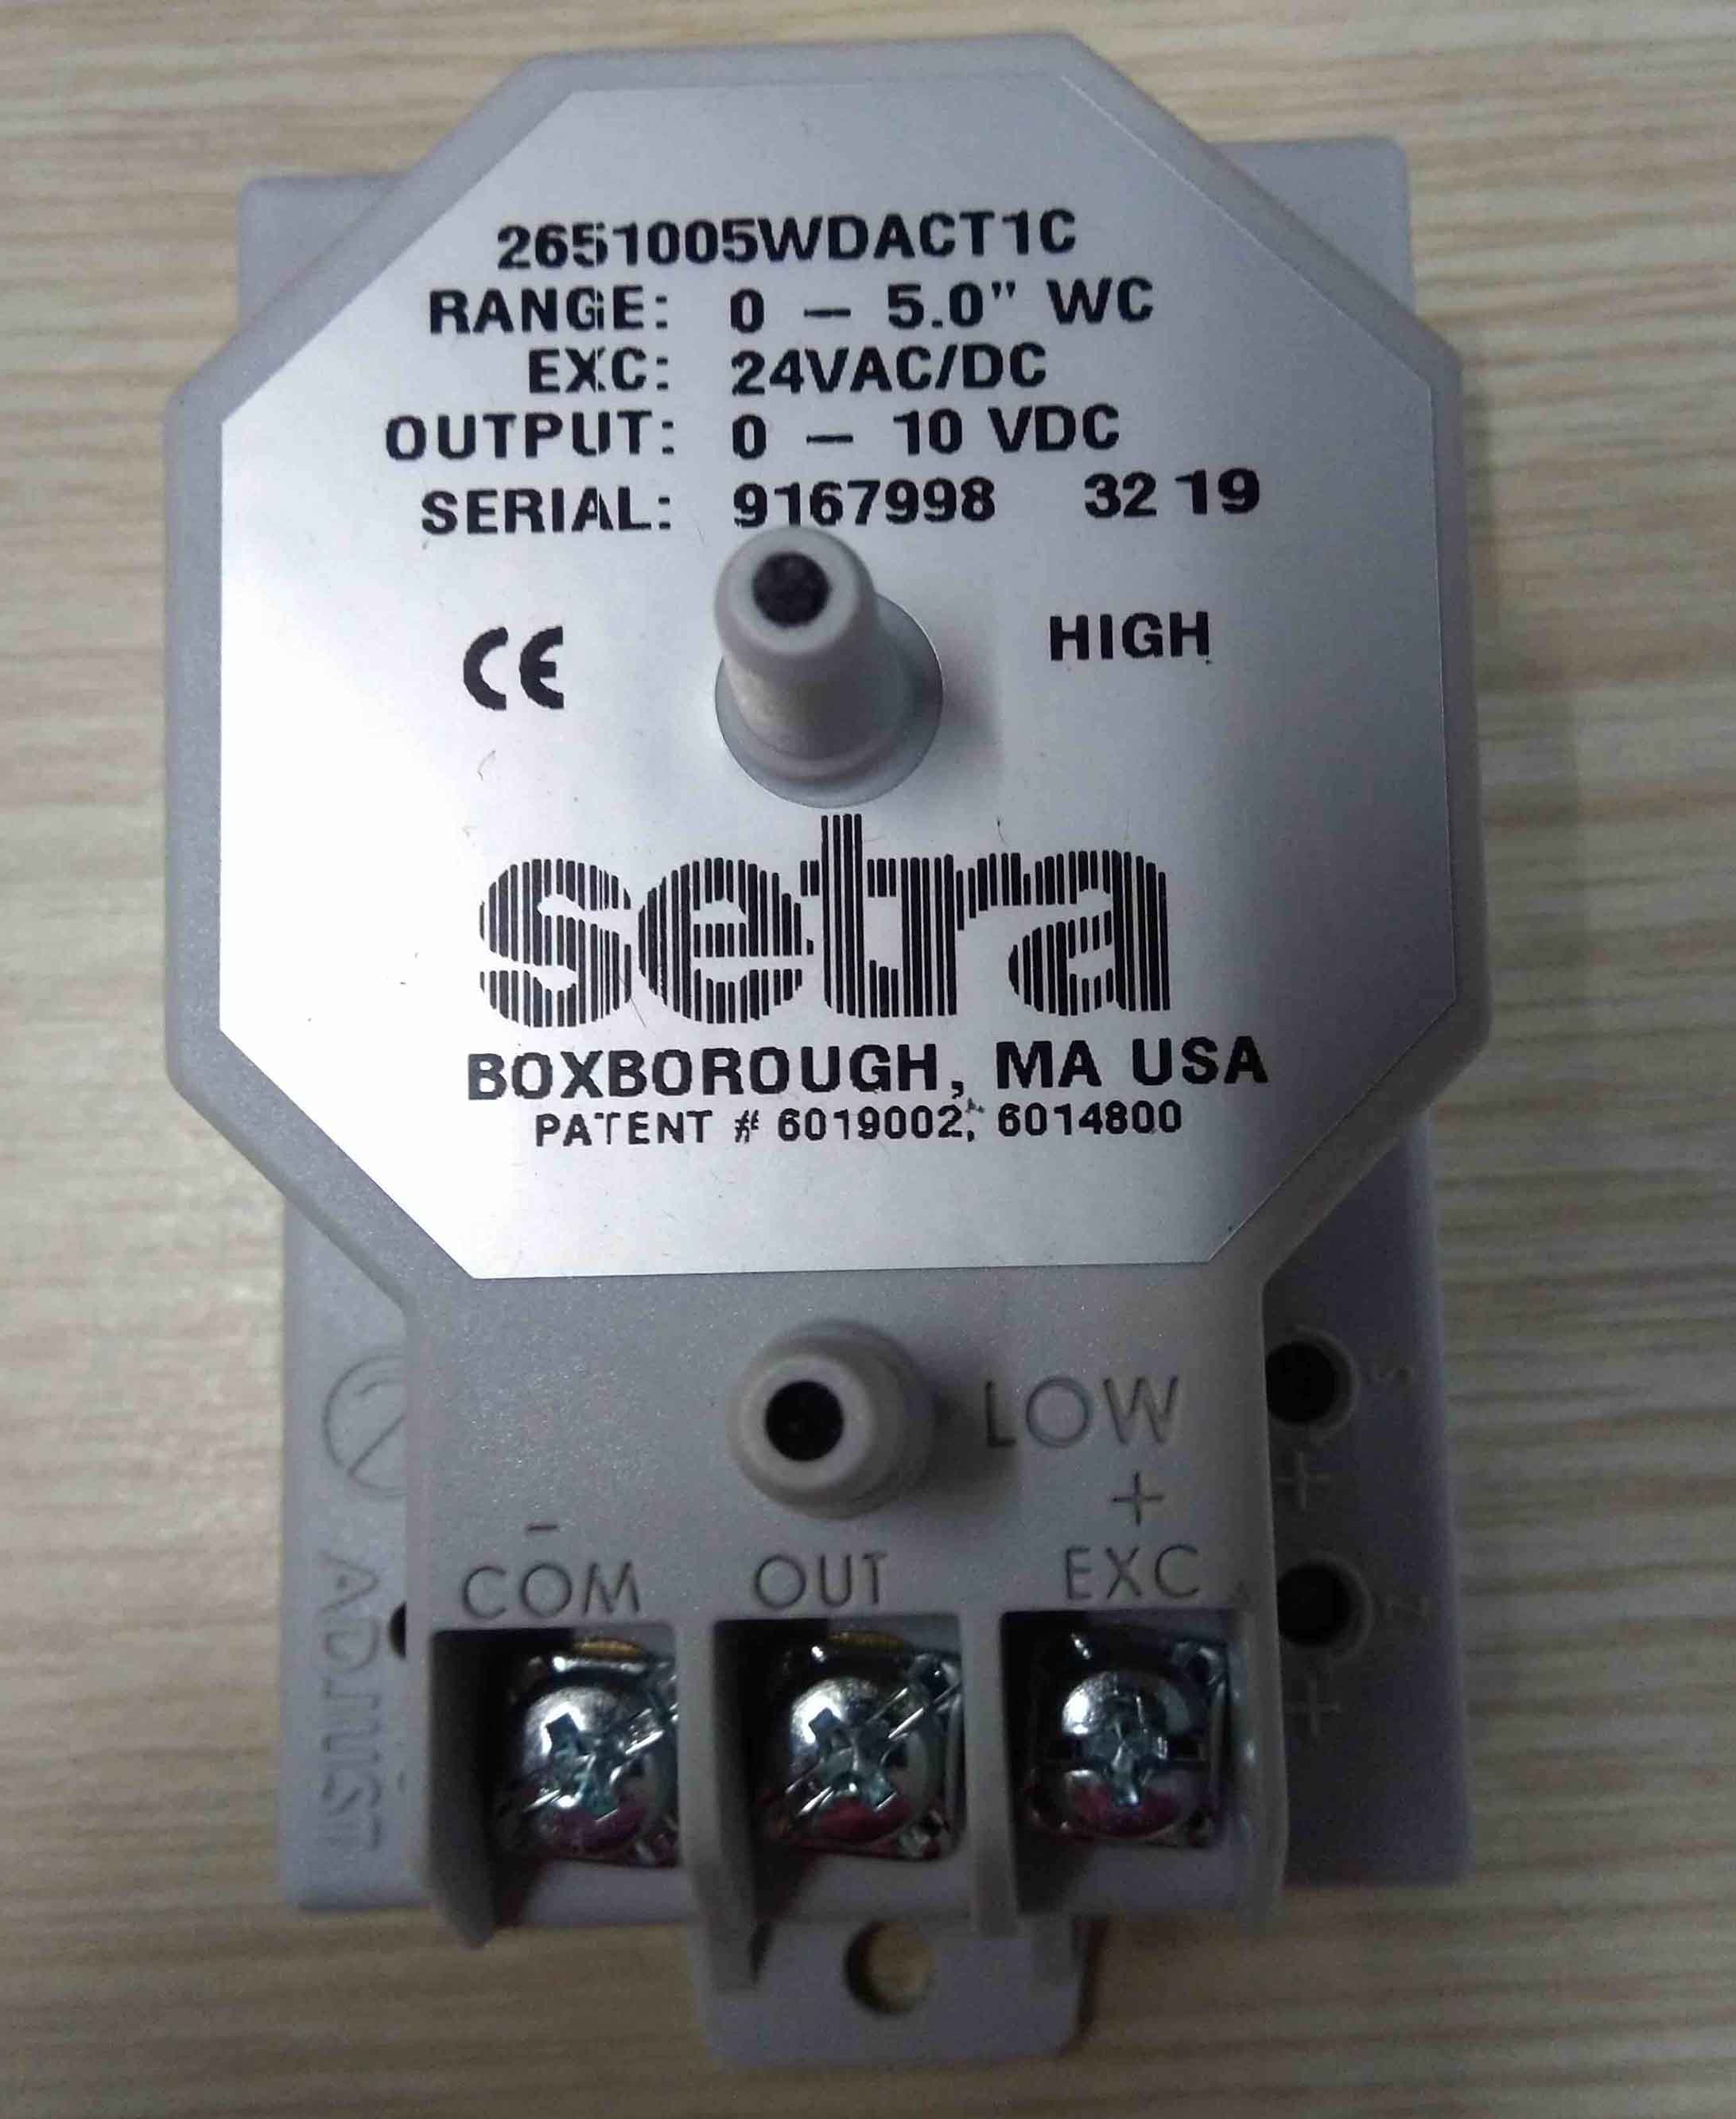 2651005WDACT1C
RANGE: 0 – 5.0" WC
EXC: 24VAC/DC
OUTPUT: 0 – 10 VDC
SERIAL: 9167998 32 19
CE
HIGH
setra
BOXBOROUGH, MA USA
PATENT # 6019002, 6014800
LOW
– +
COM OUT EXC
ADJUST
S
+
Z
+